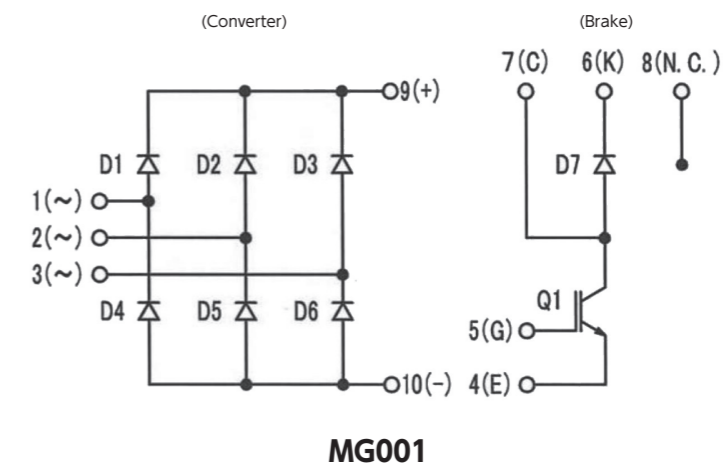 (Converter)
(Brake)
7(C) 6(K) 8(N.C.)
9(+)
D1 D2 D3 D7
1(~)
2(~)
3(~)
D4 D5 D6 Q1
5(G)
10(-) 4(E)
MG001